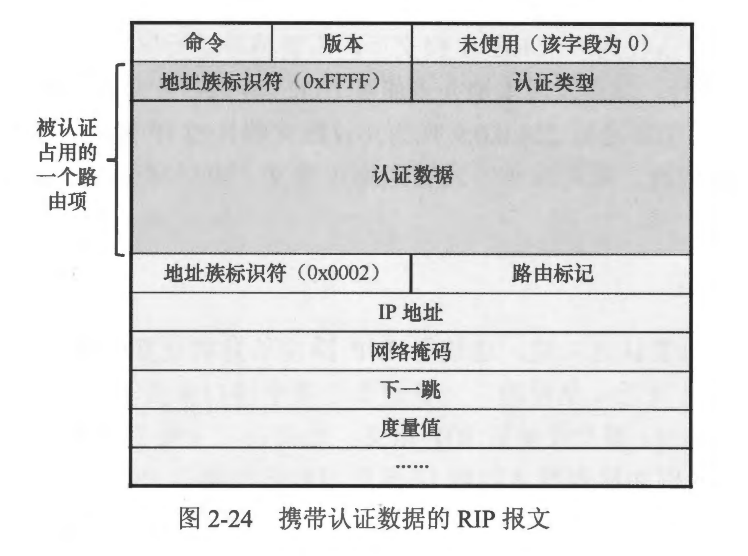 命令 版本 未使用（该字段为 0）
地址族标识符（0xFFFF） 认证类型
被认证
占用的
一个路
由项
认证数据
地址族标识符（0x0002） 路由标记
IP 地址
网络掩码
下一跳
度量值
……
图 2-24 携带认证数据的 RIP 报文